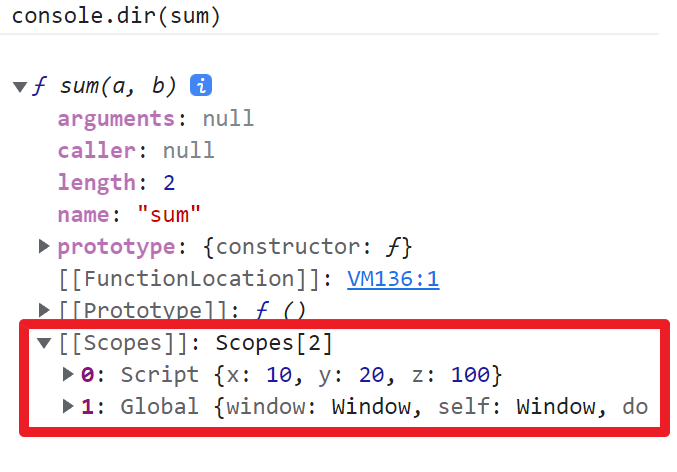 console.dir(sum)
ƒ sum(a, b) i
arguments: null
caller: null
length: 2
name: "sum"
prototype: {constructor: ƒ}
[[FunctionLocation]]: VM136:1
[[Prototype]]: ƒ ()
[[Scopes]]: Scopes[2]
0: Script {x: 10, y: 20, z: 100}
1: Global {window: Window, self: Window, do